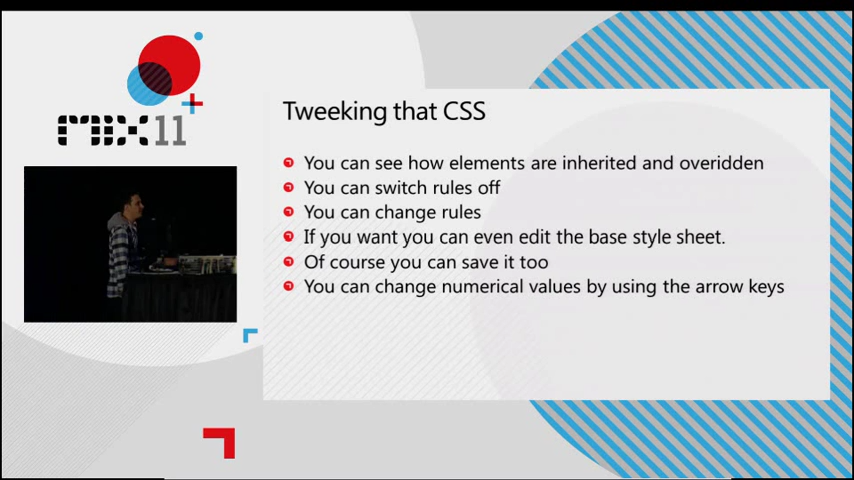 mix11
Tweeking that CSS
You can see how elements are inherited and overidden
You can switch rules off
You can change rules
If you want you can even edit the base style sheet.
Of course you can save it too
You can change numerical values by using the arrow keys